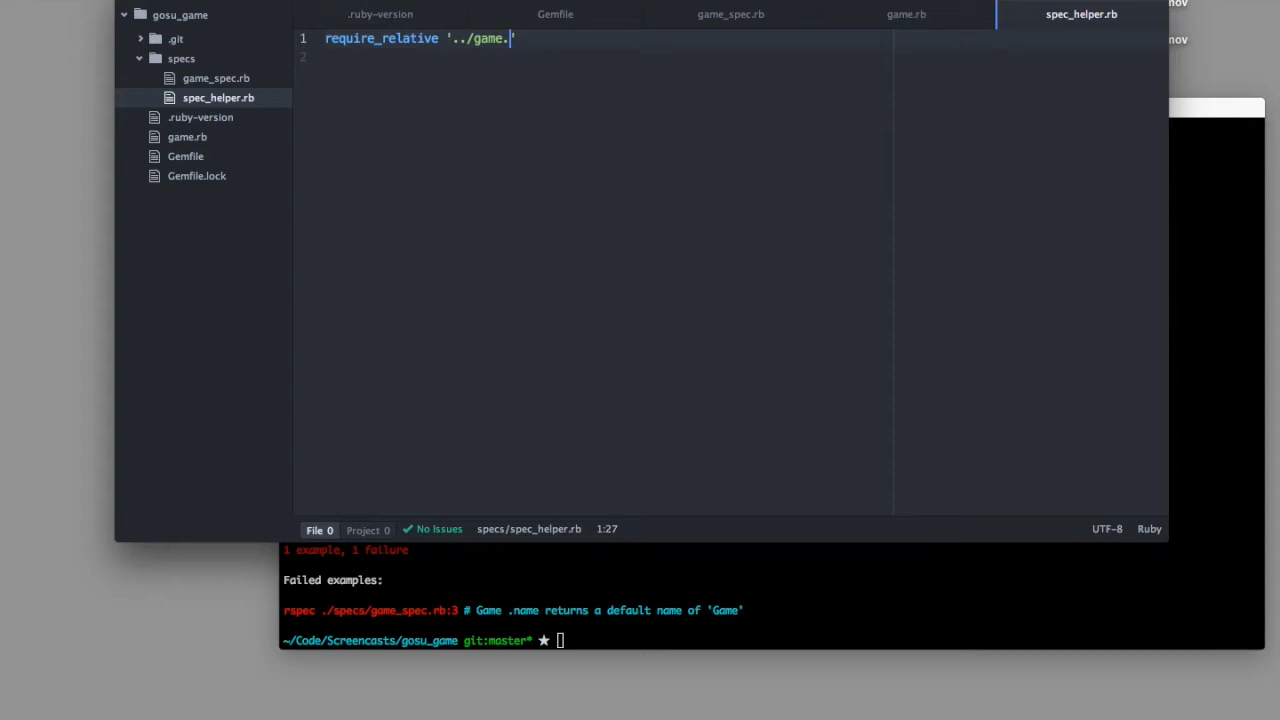 gosu_game
.git
specs
game_spec.rb
spec_helper.rb
.ruby-version
game.rb
Gemfile
Gemfile.lock
.ruby-version Gemfile game_spec.rb game.rb spec_helper.rb
1 require_relative '../game.'
2
File 0 Project 0 No Issues specs/spec_helper.rb 1:27 UTF-8 Ruby
mov
mov
1 example, 1 failure
Failed examples:
rspec ./specs/game_spec.rb:3 # Game .name returns a default name of 'Game'
~/Code/Screencasts/gosu_game git:master* ★